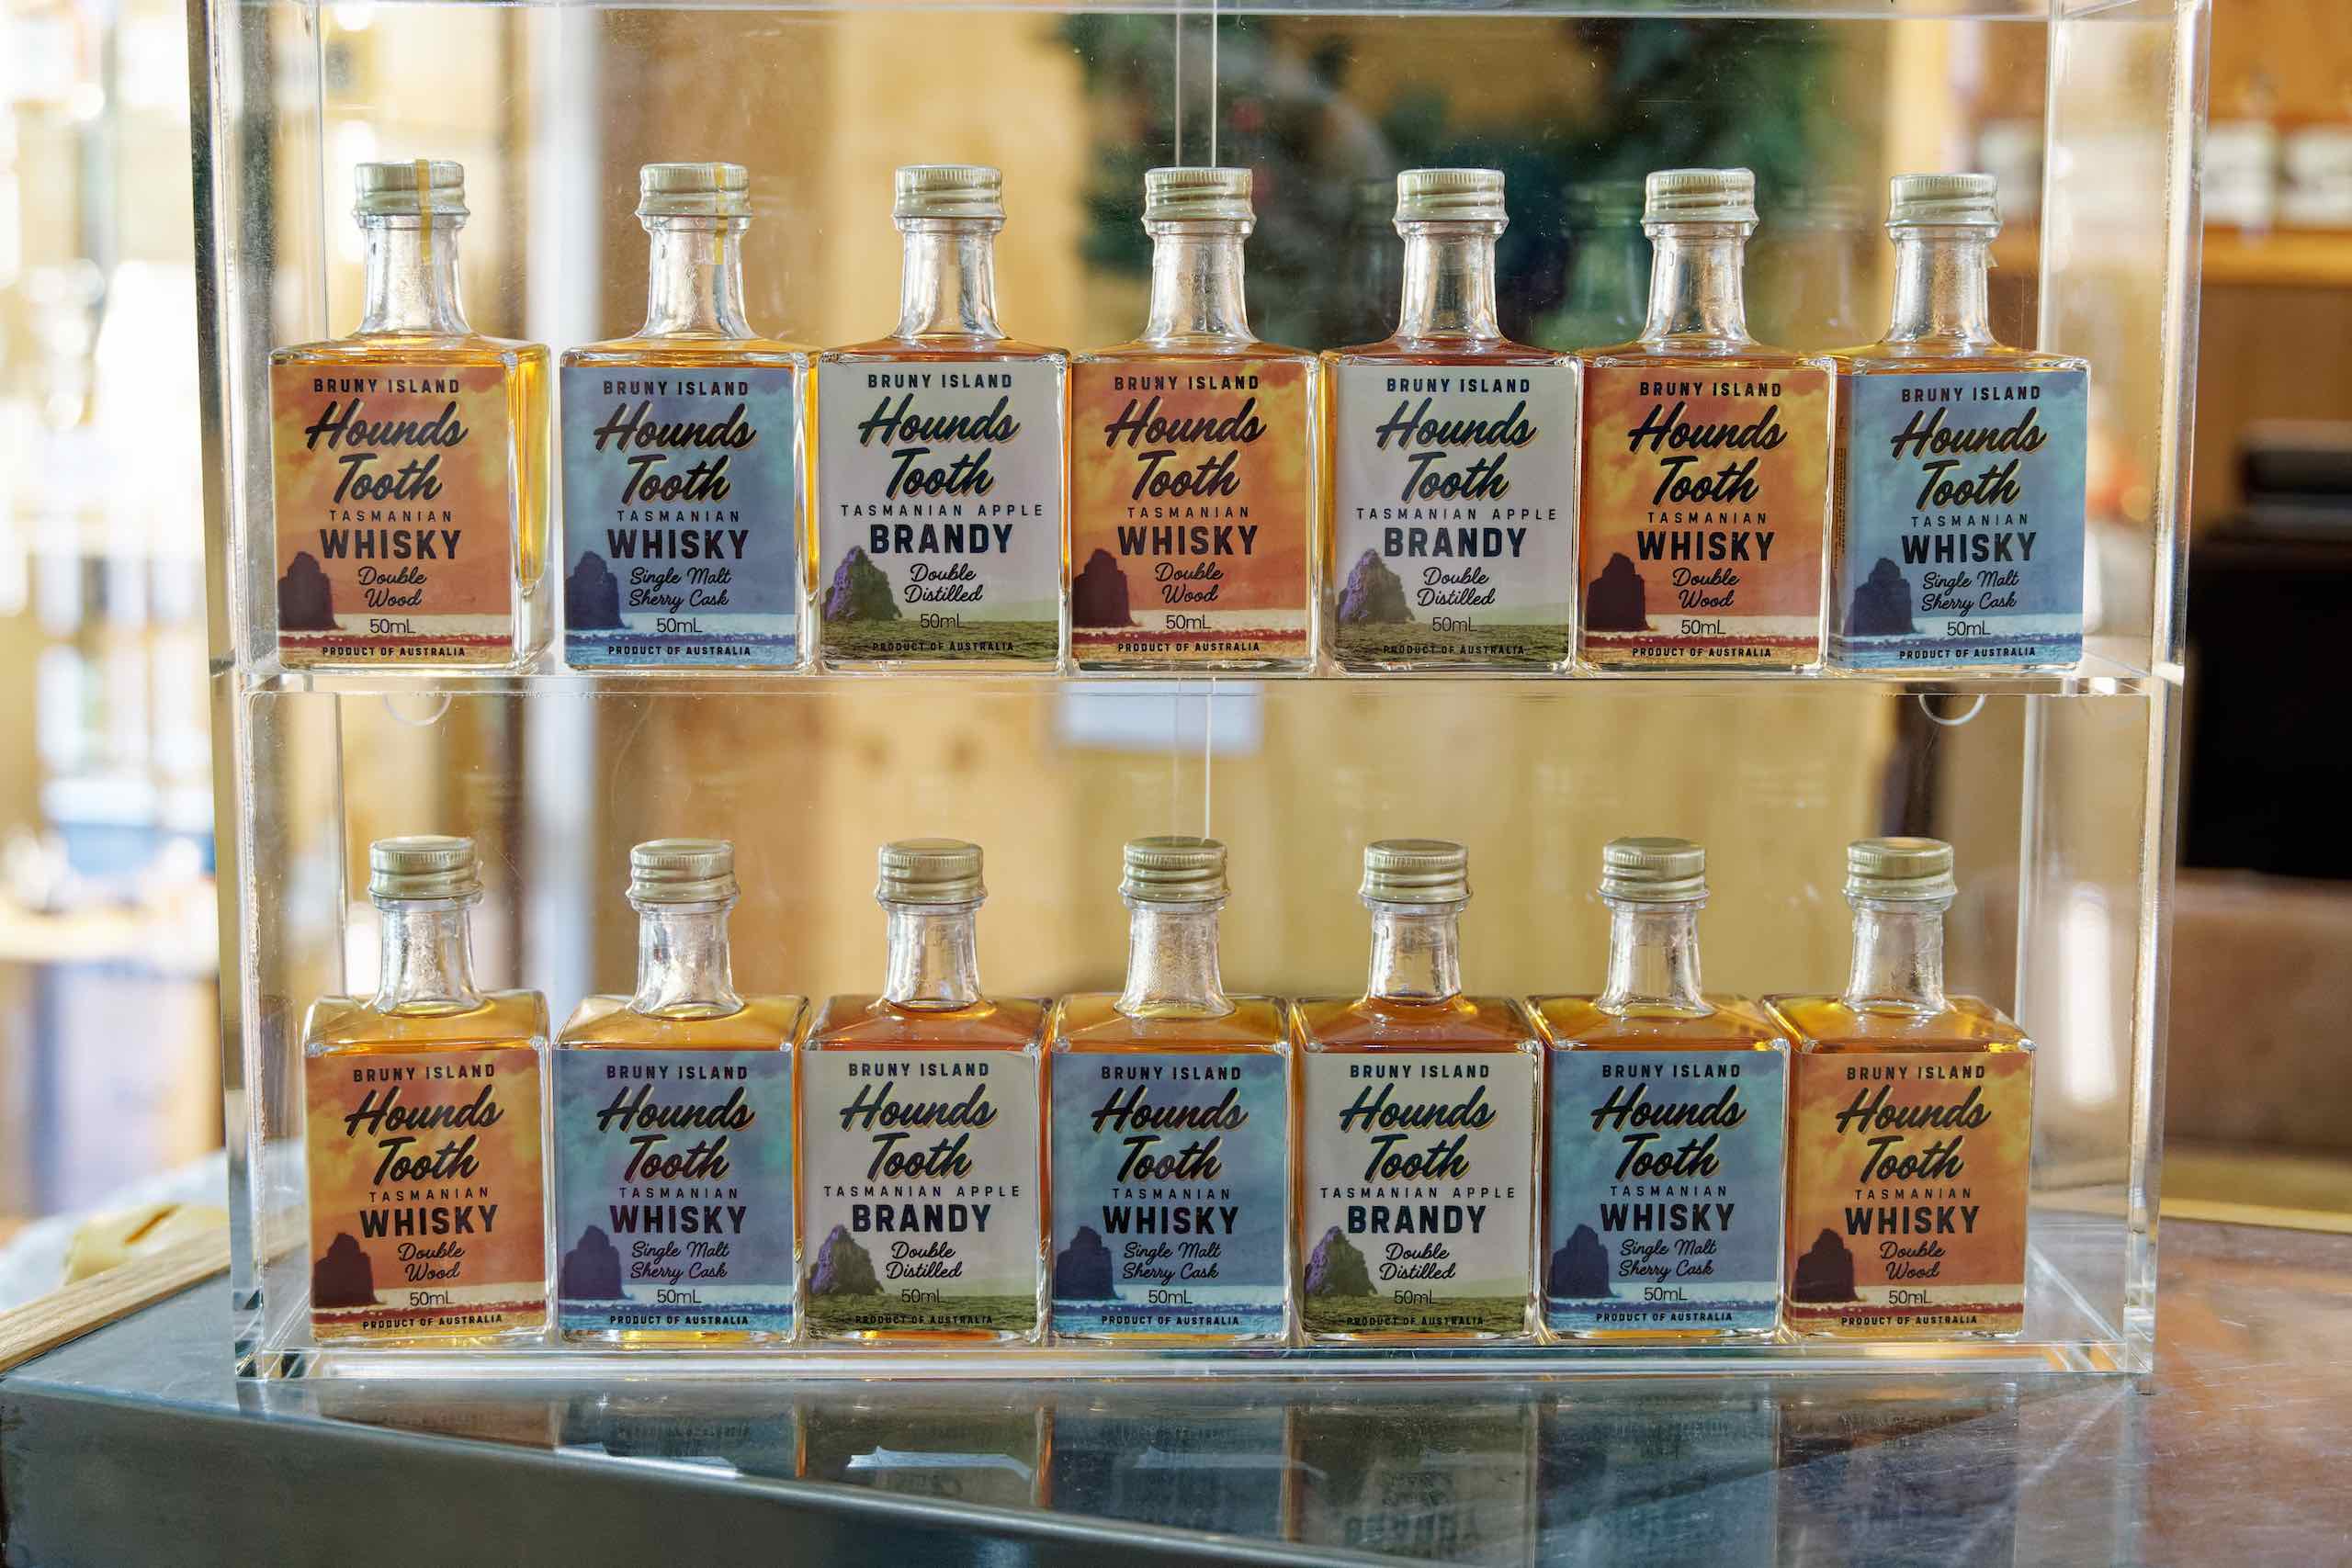 BRUNY ISLAND
Hounds
Tooth
TASMANIAN
WHISKY
Double
Wood
50mL
PRODUCT OF AUSTRALIA
BRUNY ISLAND
Hounds
Tooth
TASMANIAN
WHISKY
Single Malt
Sherry Cask
50mL
PRODUCT OF AUSTRALIA
BRUNY ISLAND
Hounds
Tooth
TASMANIAN APPLE
BRANDY
Double
Distilled
50mL
PRODUCT OF AUSTRALIA
BRUNY ISLAND
Hounds
Tooth
TASMANIAN
WHISKY
Double
Wood
50mL
PRODUCT OF AUSTRALIA
BRUNY ISLAND
Hounds
Tooth
TASMANIAN APPLE
BRANDY
Double
Distilled
50mL
PRODUCT OF AUSTRALIA
BRUNY ISLAND
Hounds
Tooth
TASMANIAN
WHISKY
Double
Wood
50mL
PRODUCT OF AUSTRALIA
BRUNY ISLAND
Hounds
Tooth
TASMANIAN
WHISKY
Single Malt
Sherry Cask
50mL
PRODUCT OF AUSTRALIA
BRUNY ISLAND
Hounds
Tooth
TASMANIAN
WHISKY
Double
Wood
50mL
PRODUCT OF AUSTRALIA
BRUNY ISLAND
Hounds
Tooth
TASMANIAN
WHISKY
Single Malt
Sherry Cask
50mL
PRODUCT OF AUSTRALIA
BRUNY ISLAND
Hounds
Tooth
TASMANIAN APPLE
BRANDY
Double
Distilled
50mL
PRODUCT OF AUSTRALIA
BRUNY ISLAND
Hounds
Tooth
TASMANIAN
WHISKY
Single Malt
Sherry Cask
50mL
PRODUCT OF AUSTRALIA
BRUNY ISLAND
Hounds
Tooth
TASMANIAN APPLE
BRANDY
Double
Distilled
50mL
PRODUCT OF AUSTRALIA
BRUNY ISLAND
Hounds
Tooth
TASMANIAN
WHISKY
Single Malt
Sherry Cask
50mL
PRODUCT OF AUSTRALIA
BRUNY ISLAND
Hounds
Tooth
TASMANIAN
WHISKY
Double
Wood
50mL
PRODUCT OF AUSTRALIA